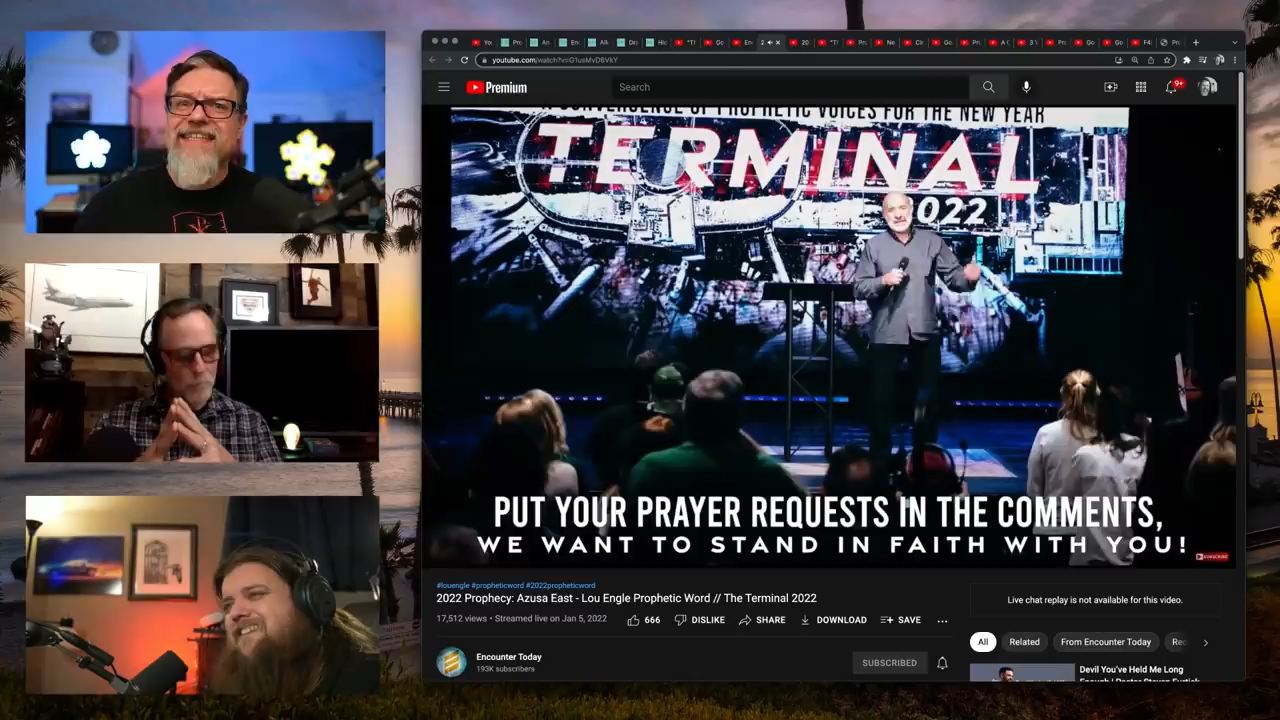 youtube.com/watch?v=G1usMvD6VkY
Premium
Search
9+
A CONVERGENCE OF PROPHETIC VOICES FOR THE NEW YEAR
TERMINAL
2022
PUT YOUR PRAYER REQUESTS IN THE COMMENTS,
WE WANT TO STAND IN FAITH WITH YOU!
SUBSCRIBE
#louengle #propheticword #2022propheticword
2022 Prophecy: Azusa East - Lou Engle Prophetic Word // The Terminal 2022
17,512 views • Streamed live on Jan 5, 2022
666
DISLIKE
SHARE
DOWNLOAD
SAVE
Encounter Today
193K subscribers
SUBSCRIBED
Live chat replay is not available for this video.
All
Related
From Encounter Today
Rec
Devil You've Held Me Long
Enough | Pastor Steven Furtick